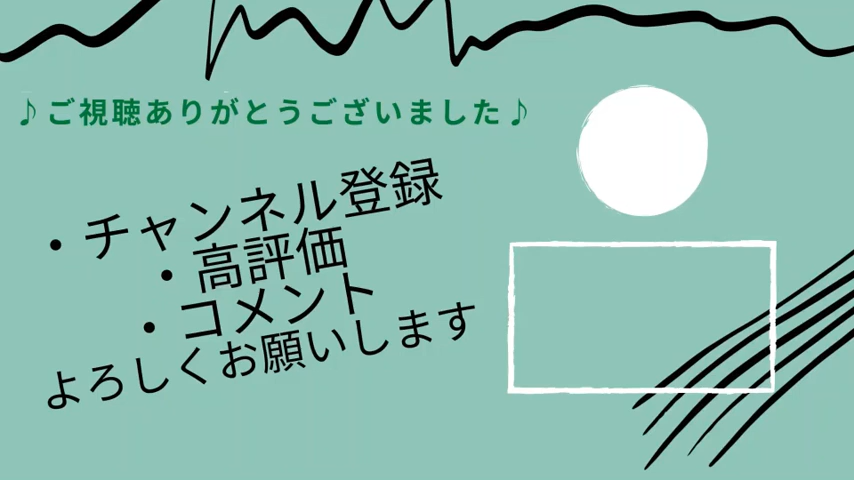 ♪ご視聴ありがとうございました♪
・チャンネル登録
・高評価
・コメント
よろしくお願いします